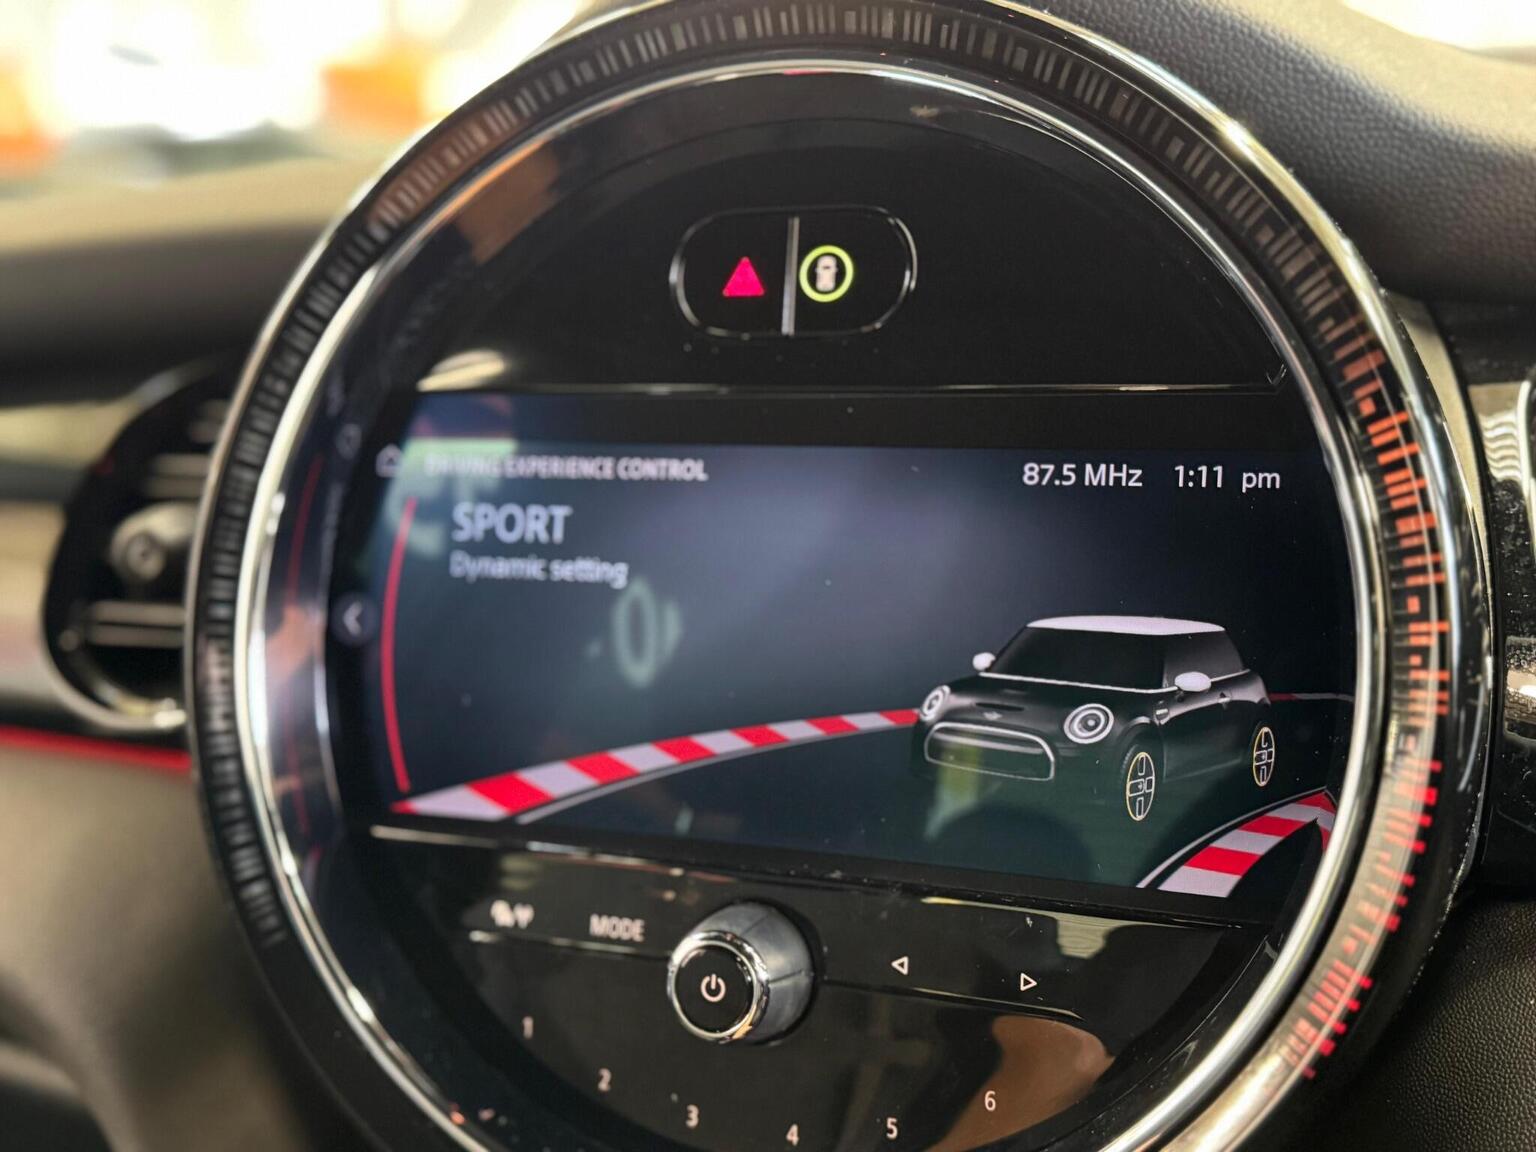 DRIVING EXPERIENCE CONTROL
87.5 MHz 1:11 pm
SPORT
Dynamic setting
MODE
1
2
3
4
5
6